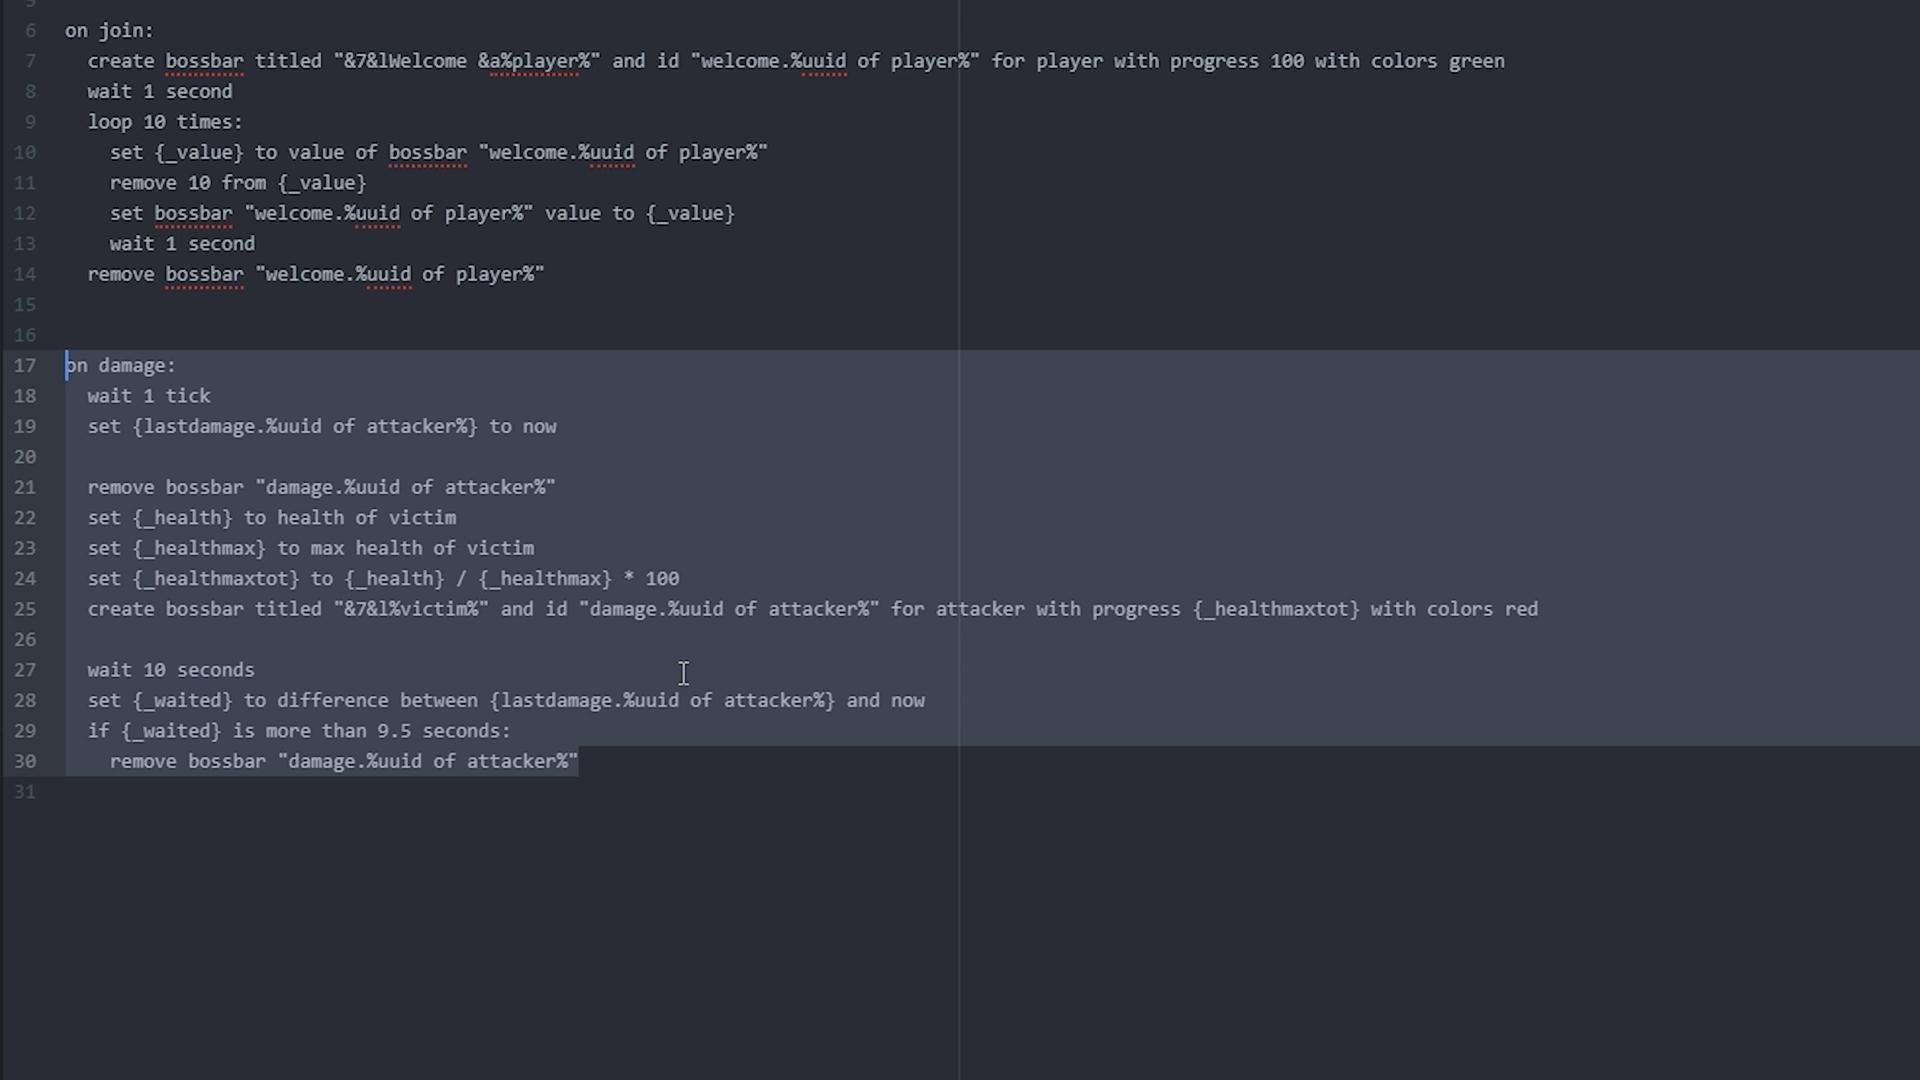 5
6 on join:
7 create bossbar titled "&7&lWelcome &a%player%" and id "welcome.%uuid of player%" for player with progress 100 with colors green
8 wait 1 second
9 loop 10 times:
10 set {_value} to value of bossbar "welcome.%uuid of player%"
11 remove 10 from {_value}
12 set bossbar "welcome.%uuid of player%" value to {_value}
13 wait 1 second
14 remove bossbar "welcome.%uuid of player%"
15
16
17 on damage:
18 wait 1 tick
19 set {lastdamage.%uuid of attacker%} to now
20
21 remove bossbar "damage.%uuid of attacker%"
22 set {_health} to health of victim
23 set {_healthmax} to max health of victim
24 set {_healthmaxtot} to {_health} / {_healthmax} * 100
25 create bossbar titled "&7&l%victim%" and id "damage.%uuid of attacker%" for attacker with progress {_healthmaxtot} with colors red
26
27 wait 10 seconds
28 set {_waited} to difference between {lastdamage.%uuid of attacker%} and now
29 if {_waited} is more than 9.5 seconds:
30 remove bossbar "damage.%uuid of attacker%"
31